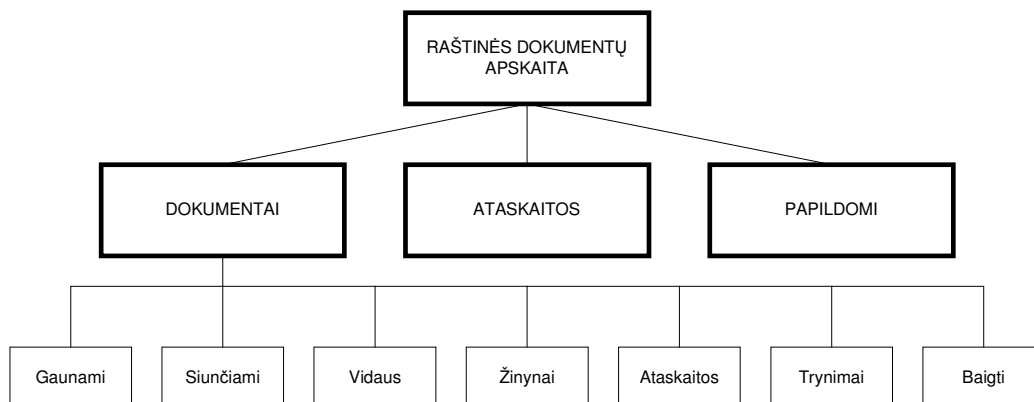 RAŠTINĖS DOKUMENTŲ
APSKAITA
DOKUMENTAI
ATASKAITOS
PAPILDOMI
Gaunami
Siunčiami
Vidaus
Žinynai
Ataskaitos
Trynimai
Baigti